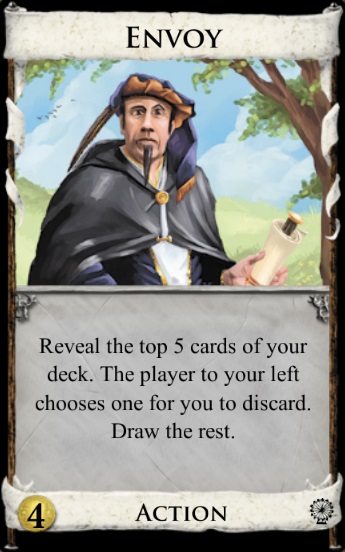 ENVOY
Reveal the top 5 cards of your
deck. The player to your left
chooses one for you to discard.
Draw the rest.
4
ACTION